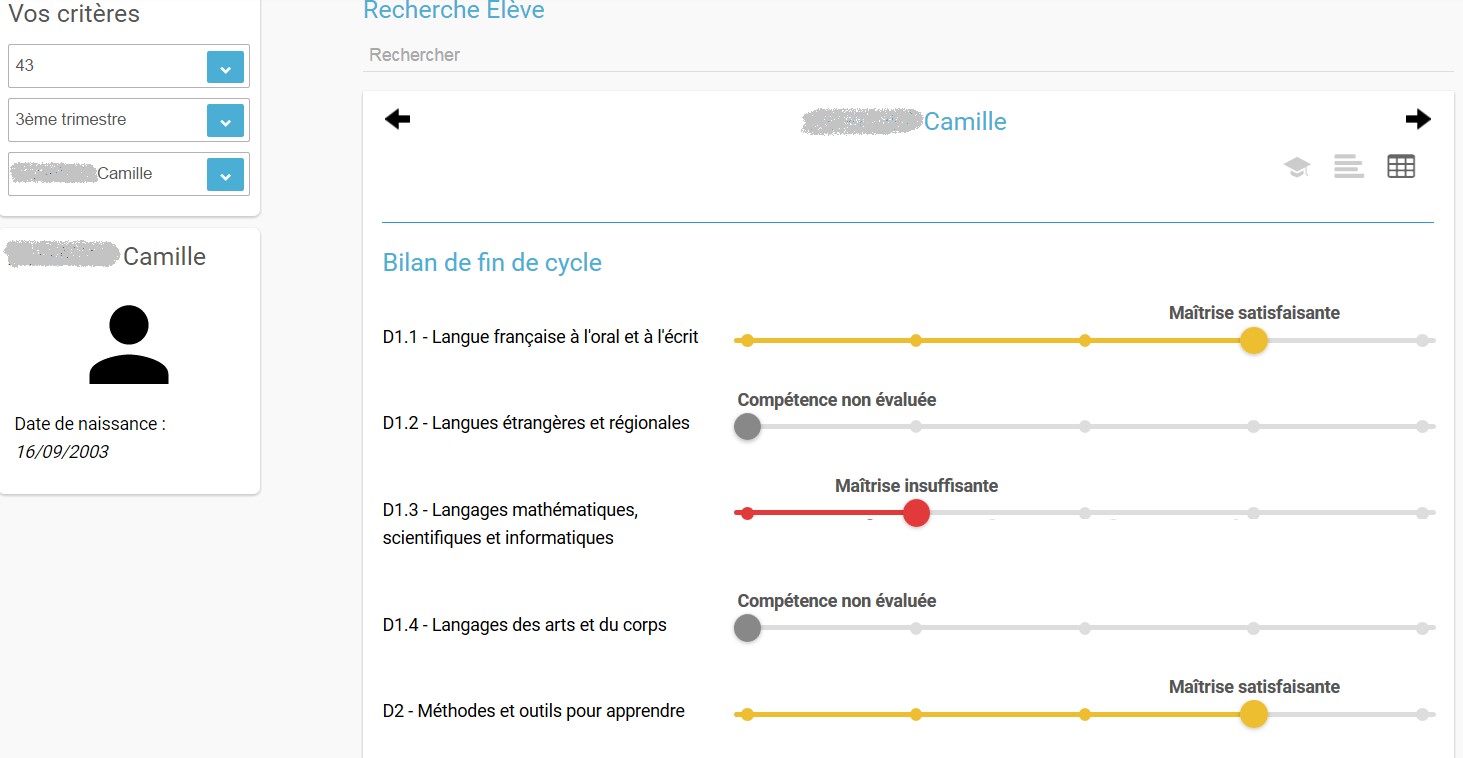 Vos critères
43
3ème trimestre
Camille
Camille
Date de naissance :
16/09/2003
Recherche Elève
Rechercher
Camille
Bilan de fin de cycle
Maîtrise satisfaisante
D1.1 - Langue française à l'oral et à l'écrit
Compétence non évaluée
D1.2 - Langues étrangères et régionales
Maîtrise insuffisante
D1.3 - Langages mathématiques,
scientifiques et informatiques
Compétence non évaluée
D1.4 - Langages des arts et du corps
Maîtrise satisfaisante
D2 - Méthodes et outils pour apprendre